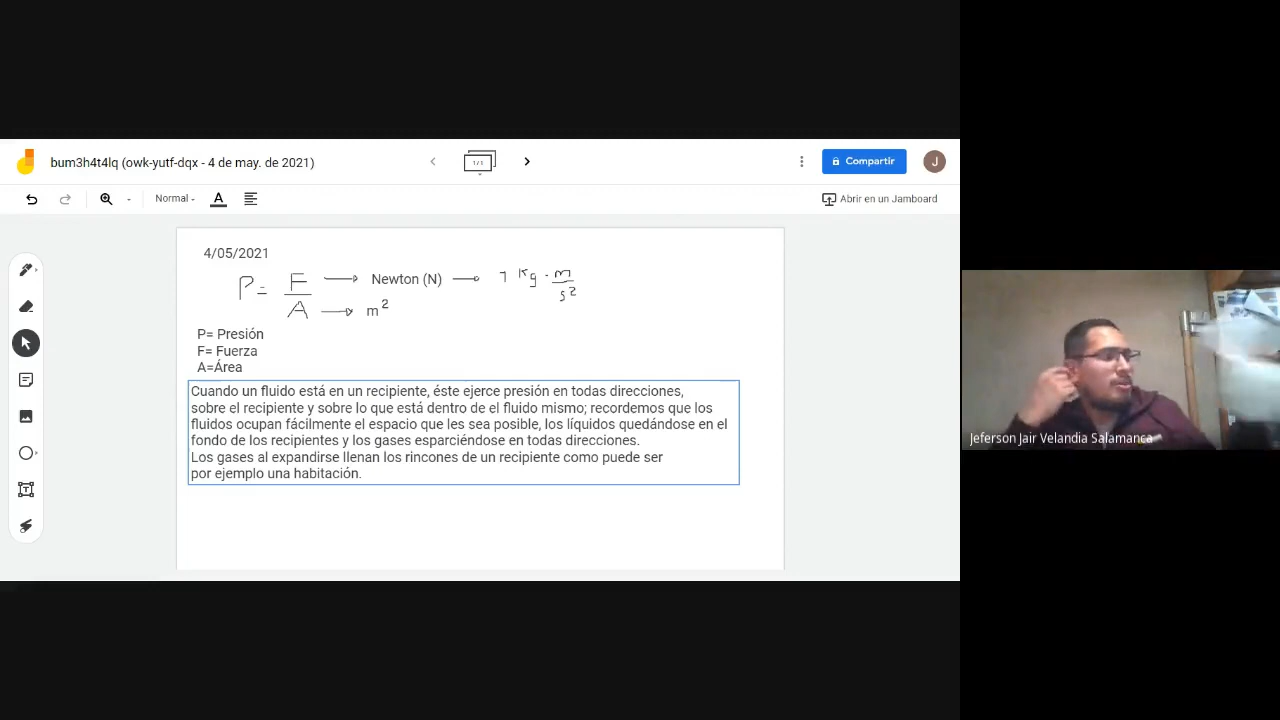 bum3h4t4lq (owk-yutf-dqx - 4 de may. de 2021)
1/1
Compartir
J
Normal
A
Abrir en un Jamboard
4/05/2021
P= F/A → Newton (N) → 1 Kg · m/s²
→ m²
P= Presión
F= Fuerza
A=Área
Cuando un fluido está en un recipiente, éste ejerce presión en todas direcciones,
sobre el recipiente y sobre lo que está dentro de el fluido mismo; recordemos que los
fluidos ocupan fácilmente el espacio que les sea posible, los líquidos quedándose en el
fondo de los recipientes y los gases esparciéndose en todas direcciones.
Los gases al expandirse llenan los rincones de un recipiente como puede ser
por ejemplo una habitación.
Jeferson Jair Velandia Salamanca